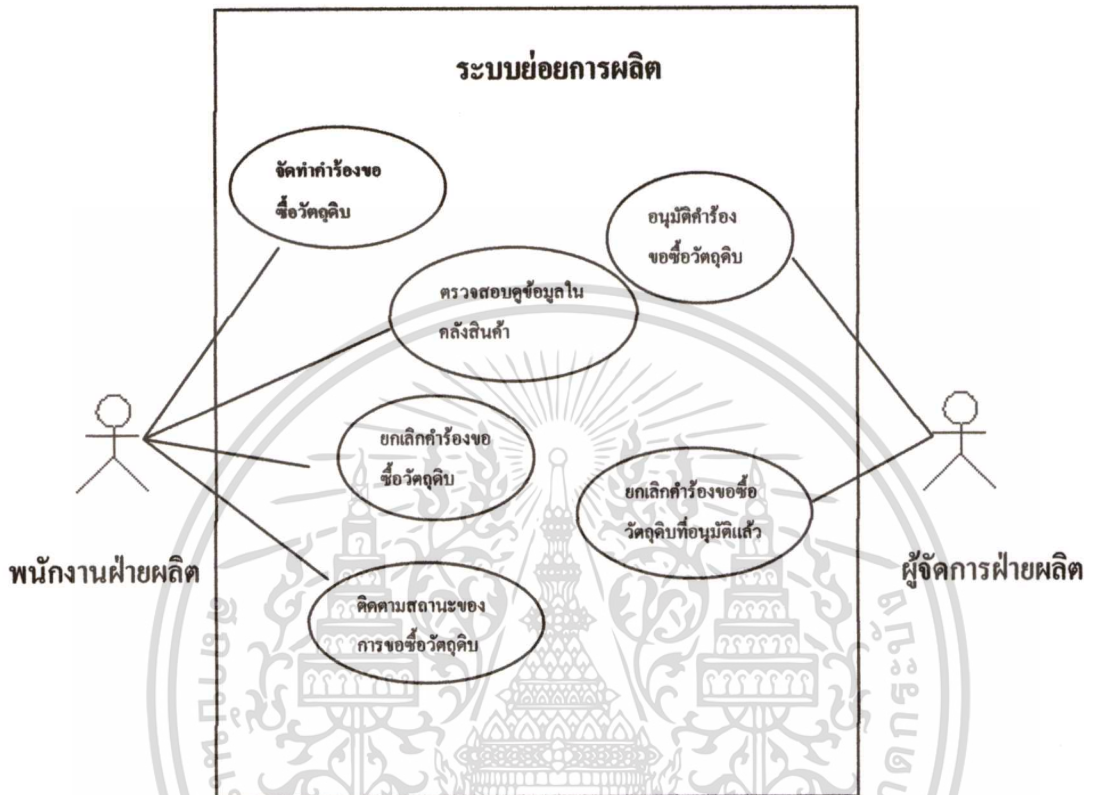 ระบบย่อยการผลิต
จัดทำคำร้องขอ
ซื้อวัตถุดิบ
อนุมัติคำร้อง
ขอซื้อวัตถุดิบ
ตรวจสอบดูข้อมูลใน
คลังสินค้า
ยกเลิกคำร้องขอ
ซื้อวัตถุดิบ
ยกเลิกคำร้องขอซื้อ
วัตถุดิบที่อนุมัติแล้ว
พนักงานฝ่ายผลิต
ผู้จัดการฝ่ายผลิต
ติดตามสถานะของ
การขอซื้อวัตถุดิบ